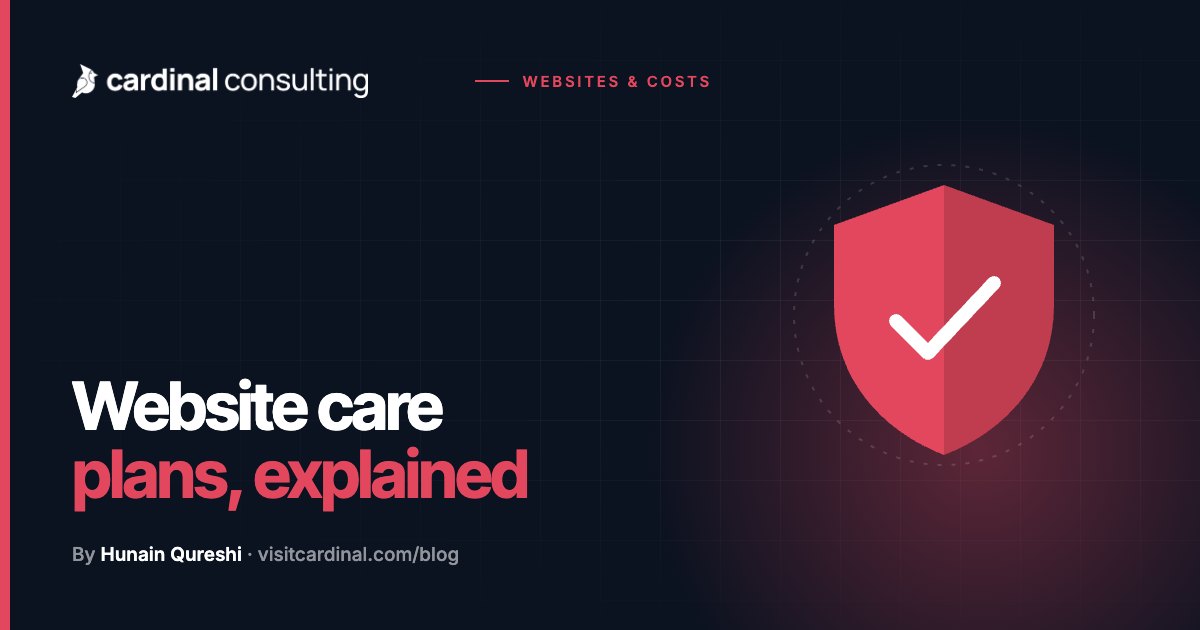 cardinal consulting
WEBSITES & COSTS
Website care
plans, explained
By Hunain Qureshi · visitcardinal.com/blog